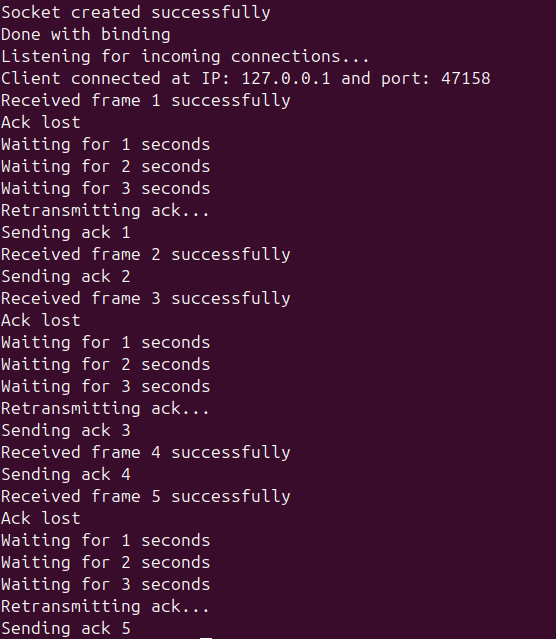 Socket created successfully
Done with binding
Listening for incoming connections...
Client connected at IP: 127.0.0.1 and port: 47158
Received frame 1 successfully
Ack lost
Waiting for 1 seconds
Waiting for 2 seconds
Waiting for 3 seconds
Retransmitting ack...
Sending ack 1
Received frame 2 successfully
Sending ack 2
Received frame 3 successfully
Ack lost
Waiting for 1 seconds
Waiting for 2 seconds
Waiting for 3 seconds
Retransmitting ack...
Sending ack 3
Received frame 4 successfully
Sending ack 4
Received frame 5 successfully
Ack lost
Waiting for 1 seconds
Waiting for 2 seconds
Waiting for 3 seconds
Retransmitting ack...
Sending ack 5